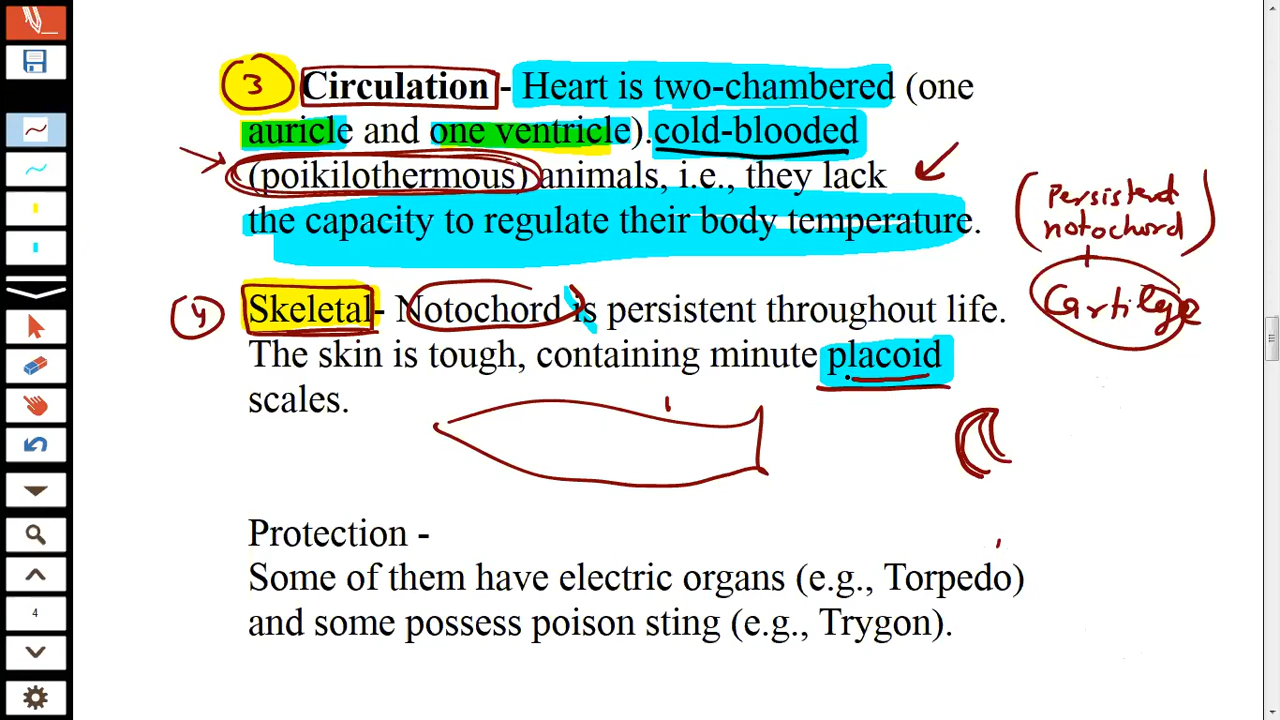 3 Circulation - Heart is two-chambered (one
auricle and one ventricle).cold-blooded
(poikilothermous) animals, i.e., they lack
the capacity to regulate their body temperature.
(Persistent
notochord)
+
Cartilage
4 Skeletal- Notochord is persistent throughout life.
The skin is tough, containing minute placoid
scales.
Protection -
Some of them have electric organs (e.g., Torpedo)
and some possess poison sting (e.g., Trygon).
4